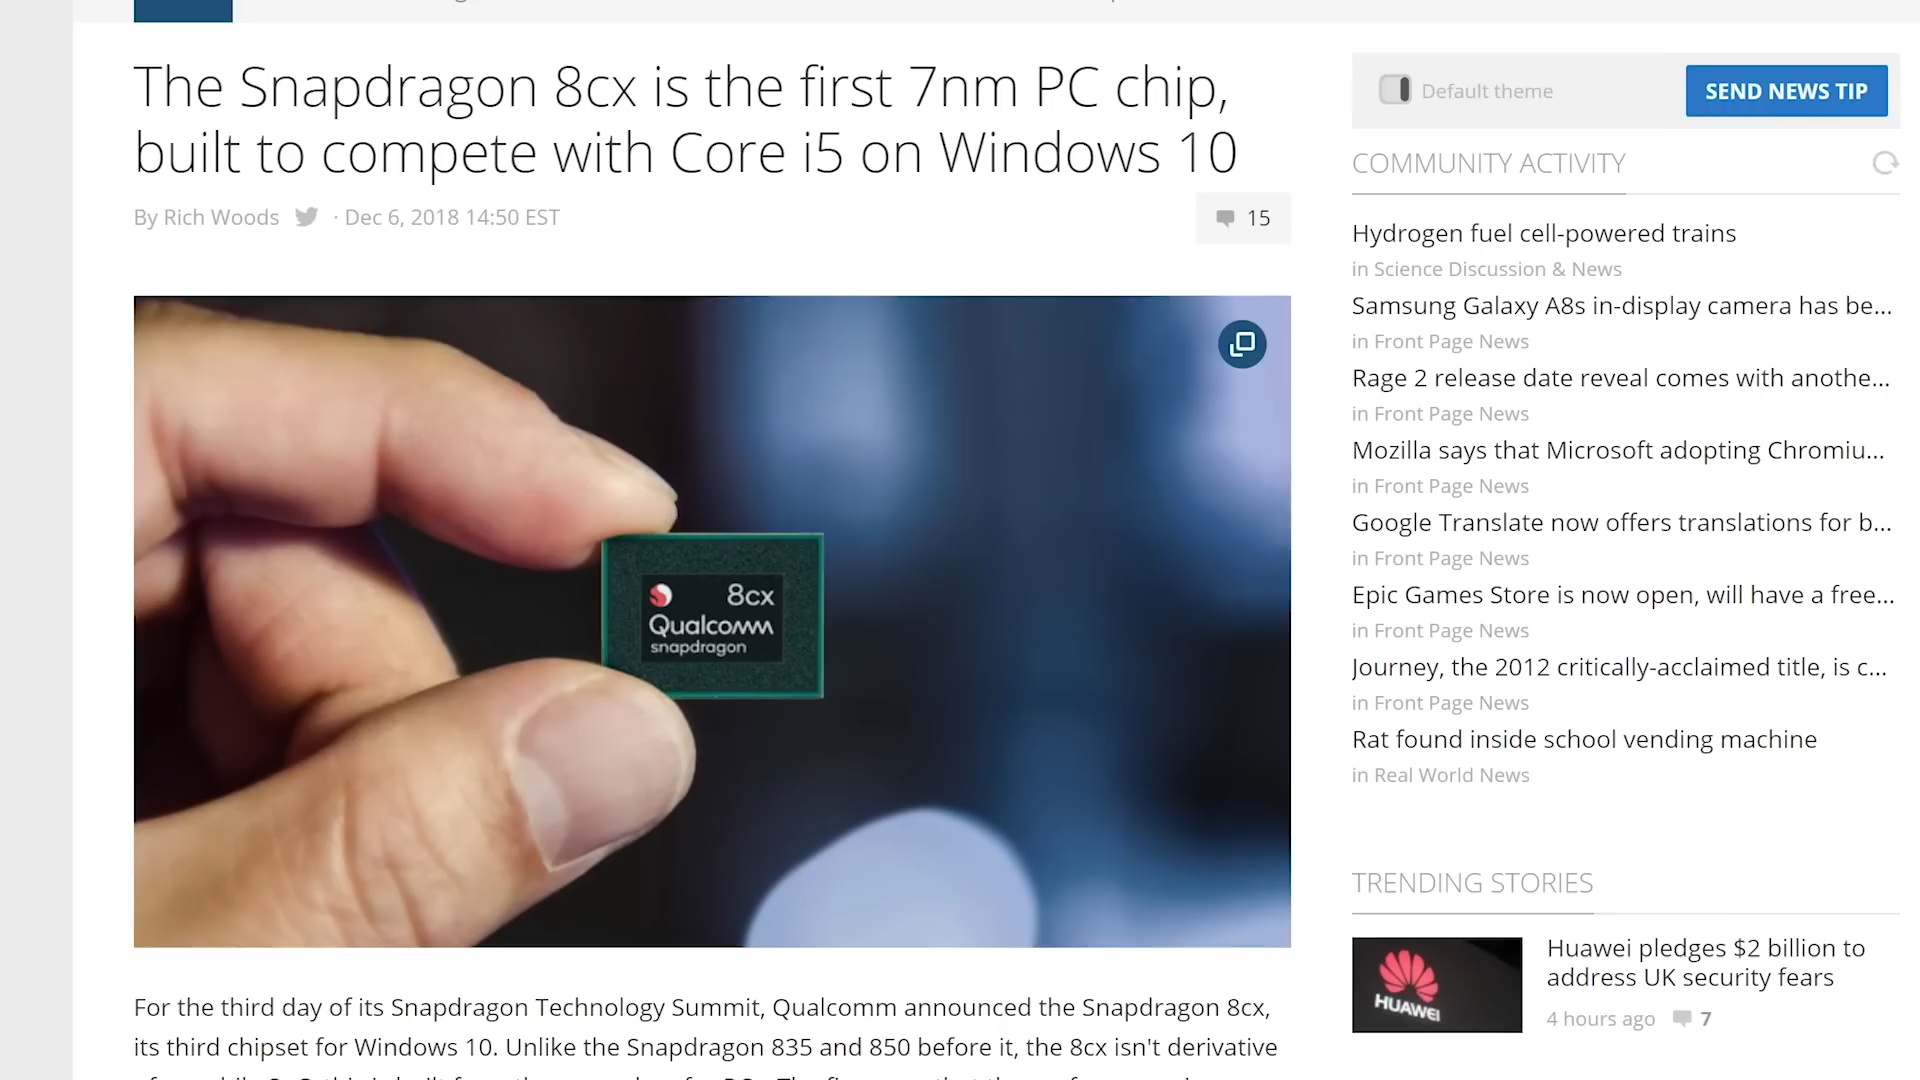 The Snapdragon 8cx is the first 7nm PC chip,
built to compete with Core i5 on Windows 10
By Rich Woods · Dec 6, 2018 14:50 EST
15
8cx
Qualcomm
snapdragon
For the third day of its Snapdragon Technology Summit, Qualcomm announced the Snapdragon 8cx,
its third chipset for Windows 10. Unlike the Snapdragon 835 and 850 before it, the 8cx isn't derivative
Default theme
SEND NEWS TIP
COMMUNITY ACTIVITY
Hydrogen fuel cell-powered trains
in Science Discussion & News
Samsung Galaxy A8s in-display camera has be...
in Front Page News
Rage 2 release date reveal comes with anothe...
in Front Page News
Mozilla says that Microsoft adopting Chromiu...
in Front Page News
Google Translate now offers translations for b...
in Front Page News
Epic Games Store is now open, will have a free...
in Front Page News
Journey, the 2012 critically-acclaimed title, is c...
in Front Page News
Rat found inside school vending machine
in Real World News
TRENDING STORIES
HUAWEI
Huawei pledges $2 billion to
address UK security fears
4 hours ago 7